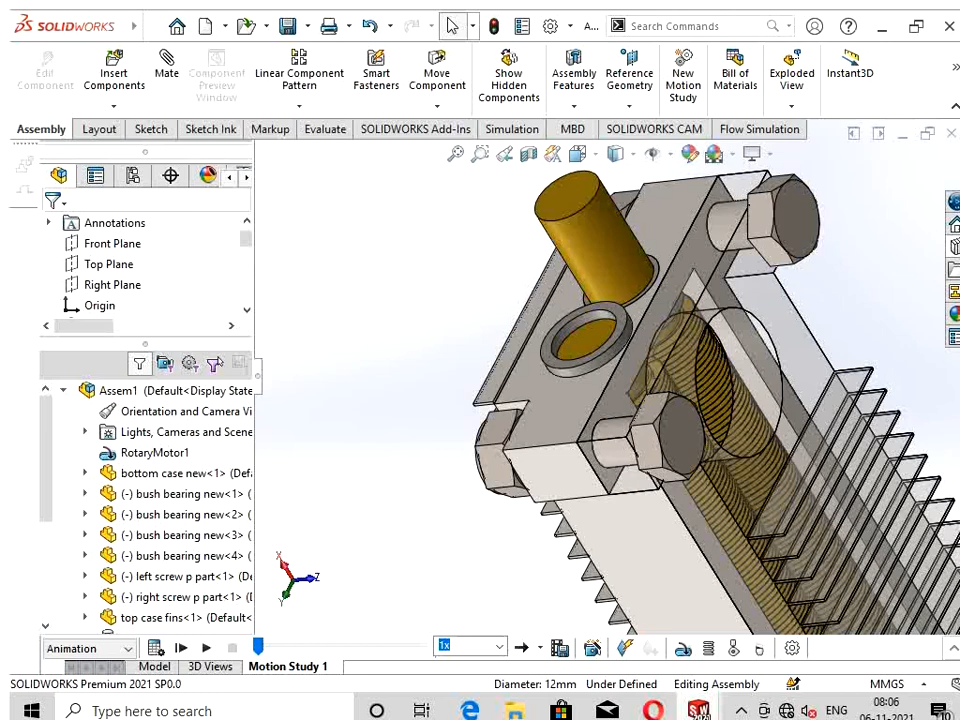 SOLIDWORKS
A...
Search Commands
Edit Component
Insert Components
Mate
Component Preview Window
Linear Component Pattern
Smart Fasteners
Move Component
Show Hidden Components
Assembly Features
Reference Geometry
New Motion Study
Bill of Materials
Exploded View
Instant3D
Assembly
Layout
Sketch
Sketch Ink
Markup
Evaluate
SOLIDWORKS Add-Ins
Simulation
MBD
SOLIDWORKS CAM
Flow Simulation
Annotations
Front Plane
Top Plane
Right Plane
Origin
Assem1 (Default<Display State
Orientation and Camera Vi
Lights, Cameras and Scene
RotaryMotor1
bottom case new<1> (Def
(-) bush bearing new<1> (
(-) bush bearing new<2> (
(-) bush bearing new<3> (
(-) bush bearing new<4> (
(-) left screw p part<1> (D
(-) right screw p part<1> (
top case fins<1> (Default<
X
Z
Y
Animation
1x
Model
3D Views
Motion Study 1
SOLIDWORKS Premium 2021 SP0.0
Diameter: 12mm
Under Defined
Editing Assembly
MMGS
Type here to search
ENG
08:06
06-11-2021